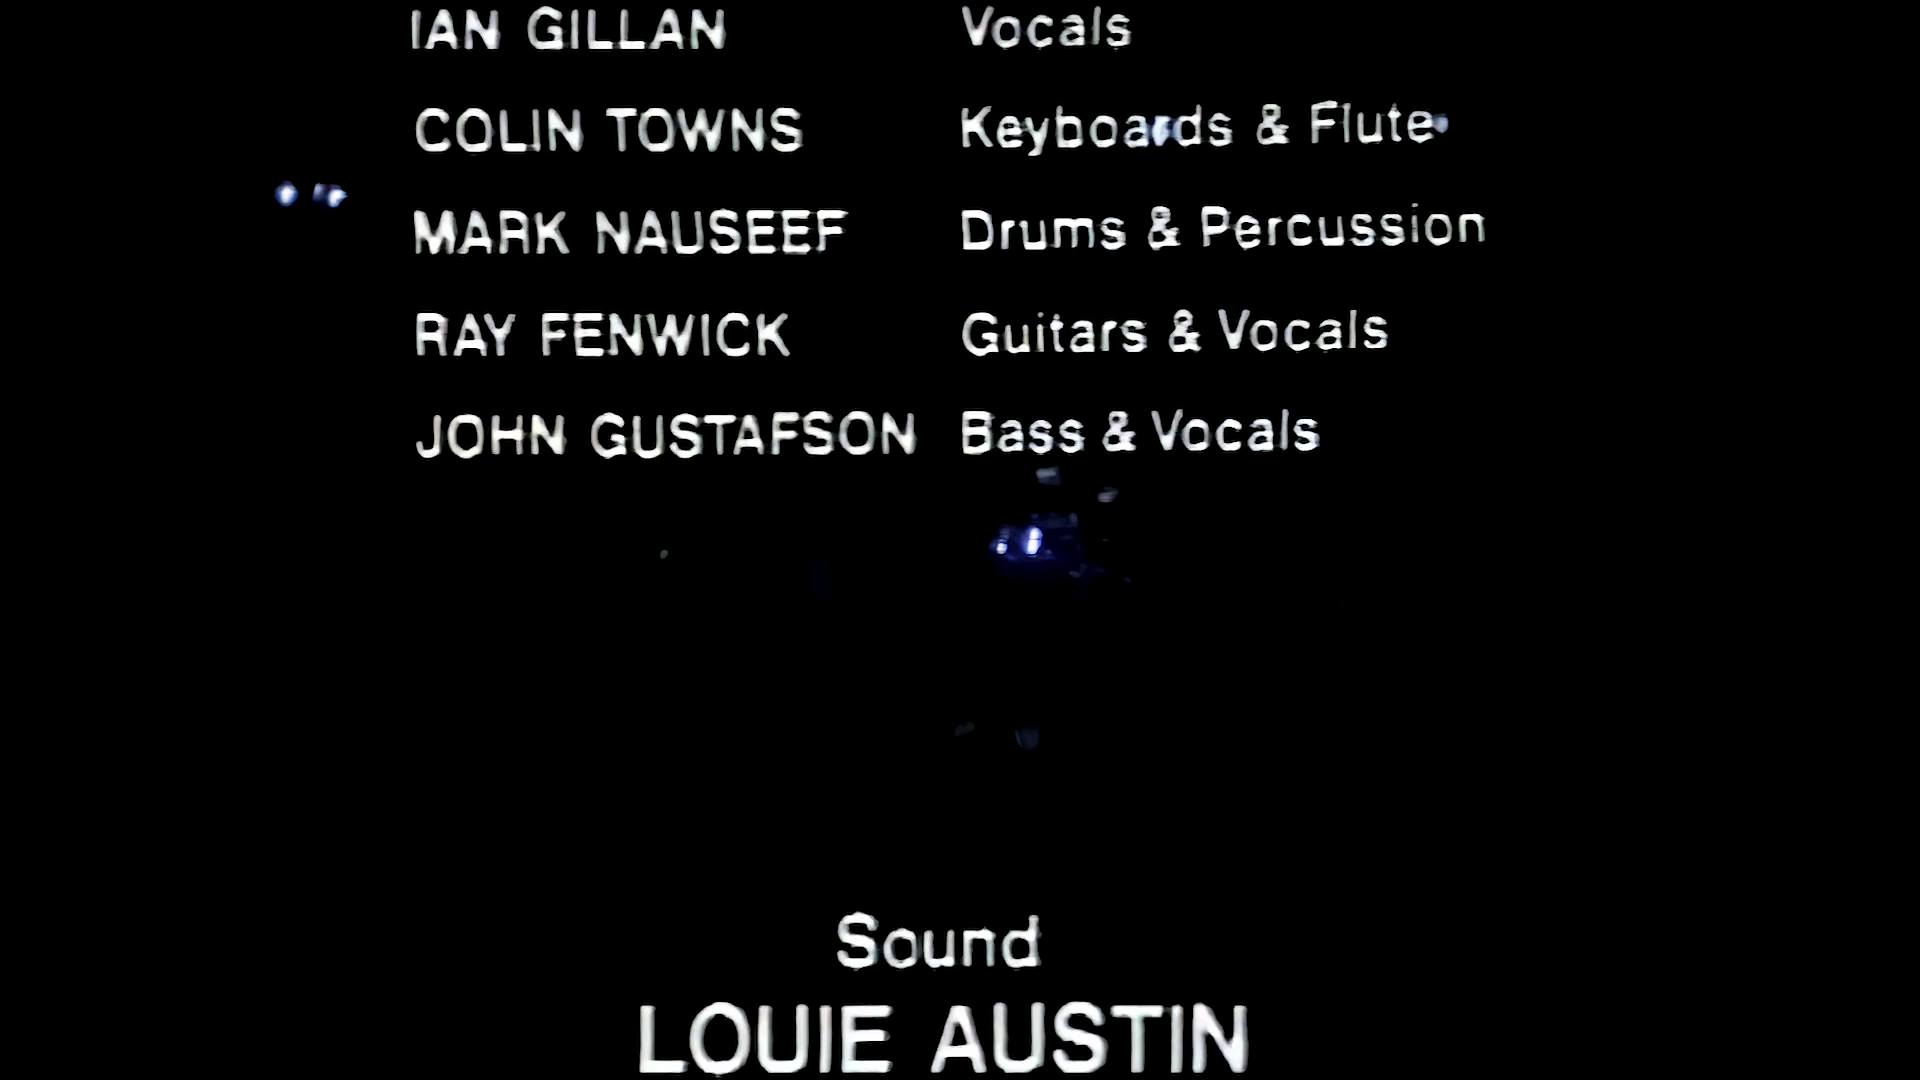 IAN GILLAN Vocals
COLIN TOWNS Keyboards & Flute
MARK NAUSEEF Drums & Percussion
RAY FENWICK Guitars & Vocals
JOHN GUSTAFSON Bass & Vocals
Sound
LOUIE AUSTIN